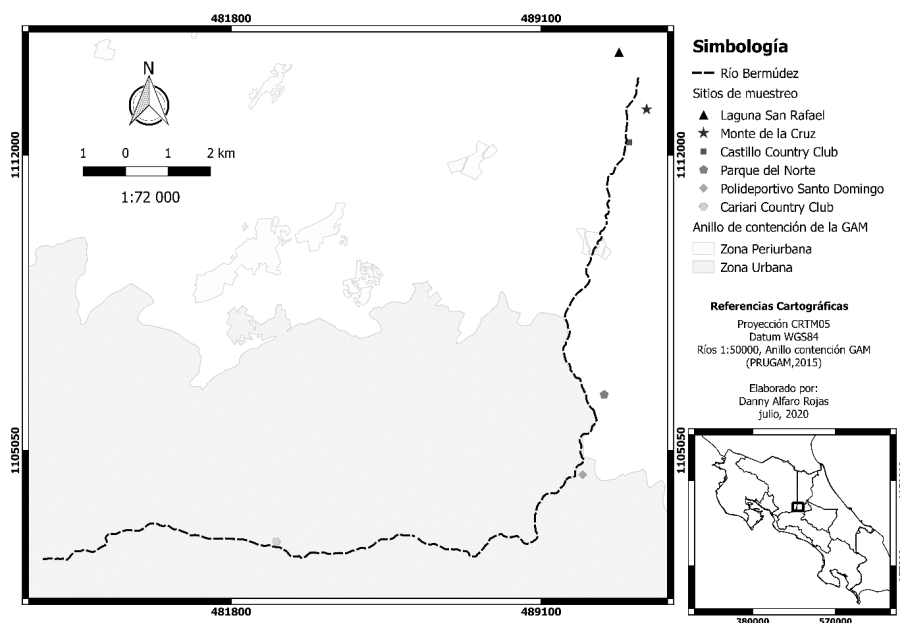 481800
489100
N
1 0 1 2 km
1:72 000
1112000
1112000
1105050
1105050
481800
489100
Simbología
Río Bermúdez
Sitios de muestreo
Laguna San Rafael
Monte de la Cruz
Castillo Country Club
Parque del Norte
Polideportivo Santo Domingo
Cariari Country Club
Anillo de contención de la GAM
Zona Periurbana
Zona Urbana
Referencias Cartográficas
Proyección CRTM05
Datum WGS84
Ríos 1:50000, Anillo contención GAM
(PRUGAM,2015)
Elaborado por:
Danny Alfaro Rojas
julio, 2020
380000
570000